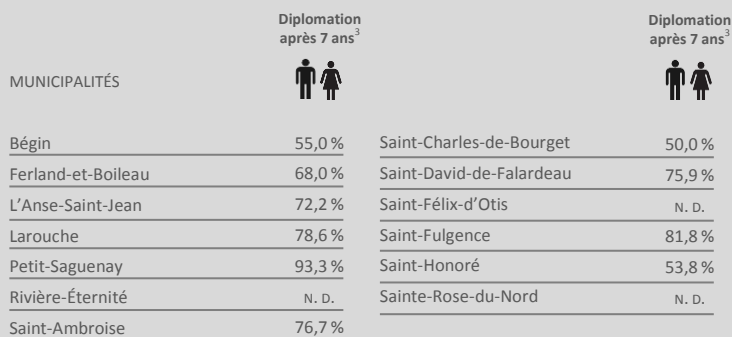 Diplomation
après 7 ans³
MUNICIPALITÉS
Bégin 55,0 %
Ferland-et-Boileau 68,0 %
L'Anse-Saint-Jean 72,2 %
Larouche 78,6 %
Petit-Saguenay 93,3 %
Rivière-Éternité N. D.
Saint-Ambroise 76,7 %
Diplomation
après 7 ans³
Saint-Charles-de-Bourget 50,0 %
Saint-David-de-Falardeau 75,9 %
Saint-Félix-d'Otis N. D.
Saint-Fulgence 81,8 %
Saint-Honoré 53,8 %
Sainte-Rose-du-Nord N. D.